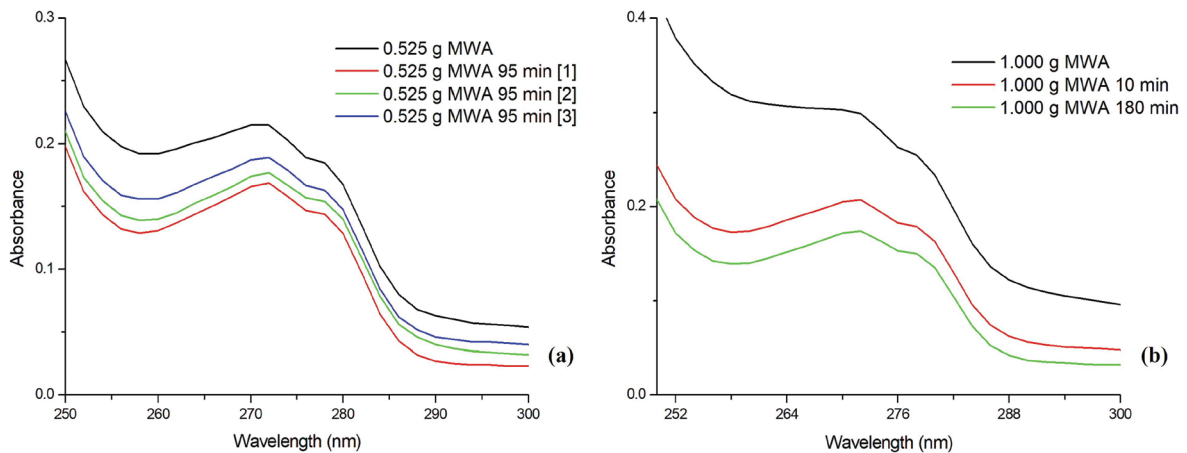 0.3
0.2
0.1
0.0
Absorbance
250
260
270
280
290
300
Wavelength (nm)
0.525 g MWA
0.525 g MWA 95 min [1]
0.525 g MWA 95 min [2]
0.525 g MWA 95 min [3]
(a)
0.4
0.2
0.0
Absorbance
252
264
276
288
300
Wavelength (nm)
1.000 g MWA
1.000 g MWA 10 min
1.000 g MWA 180 min
(b)